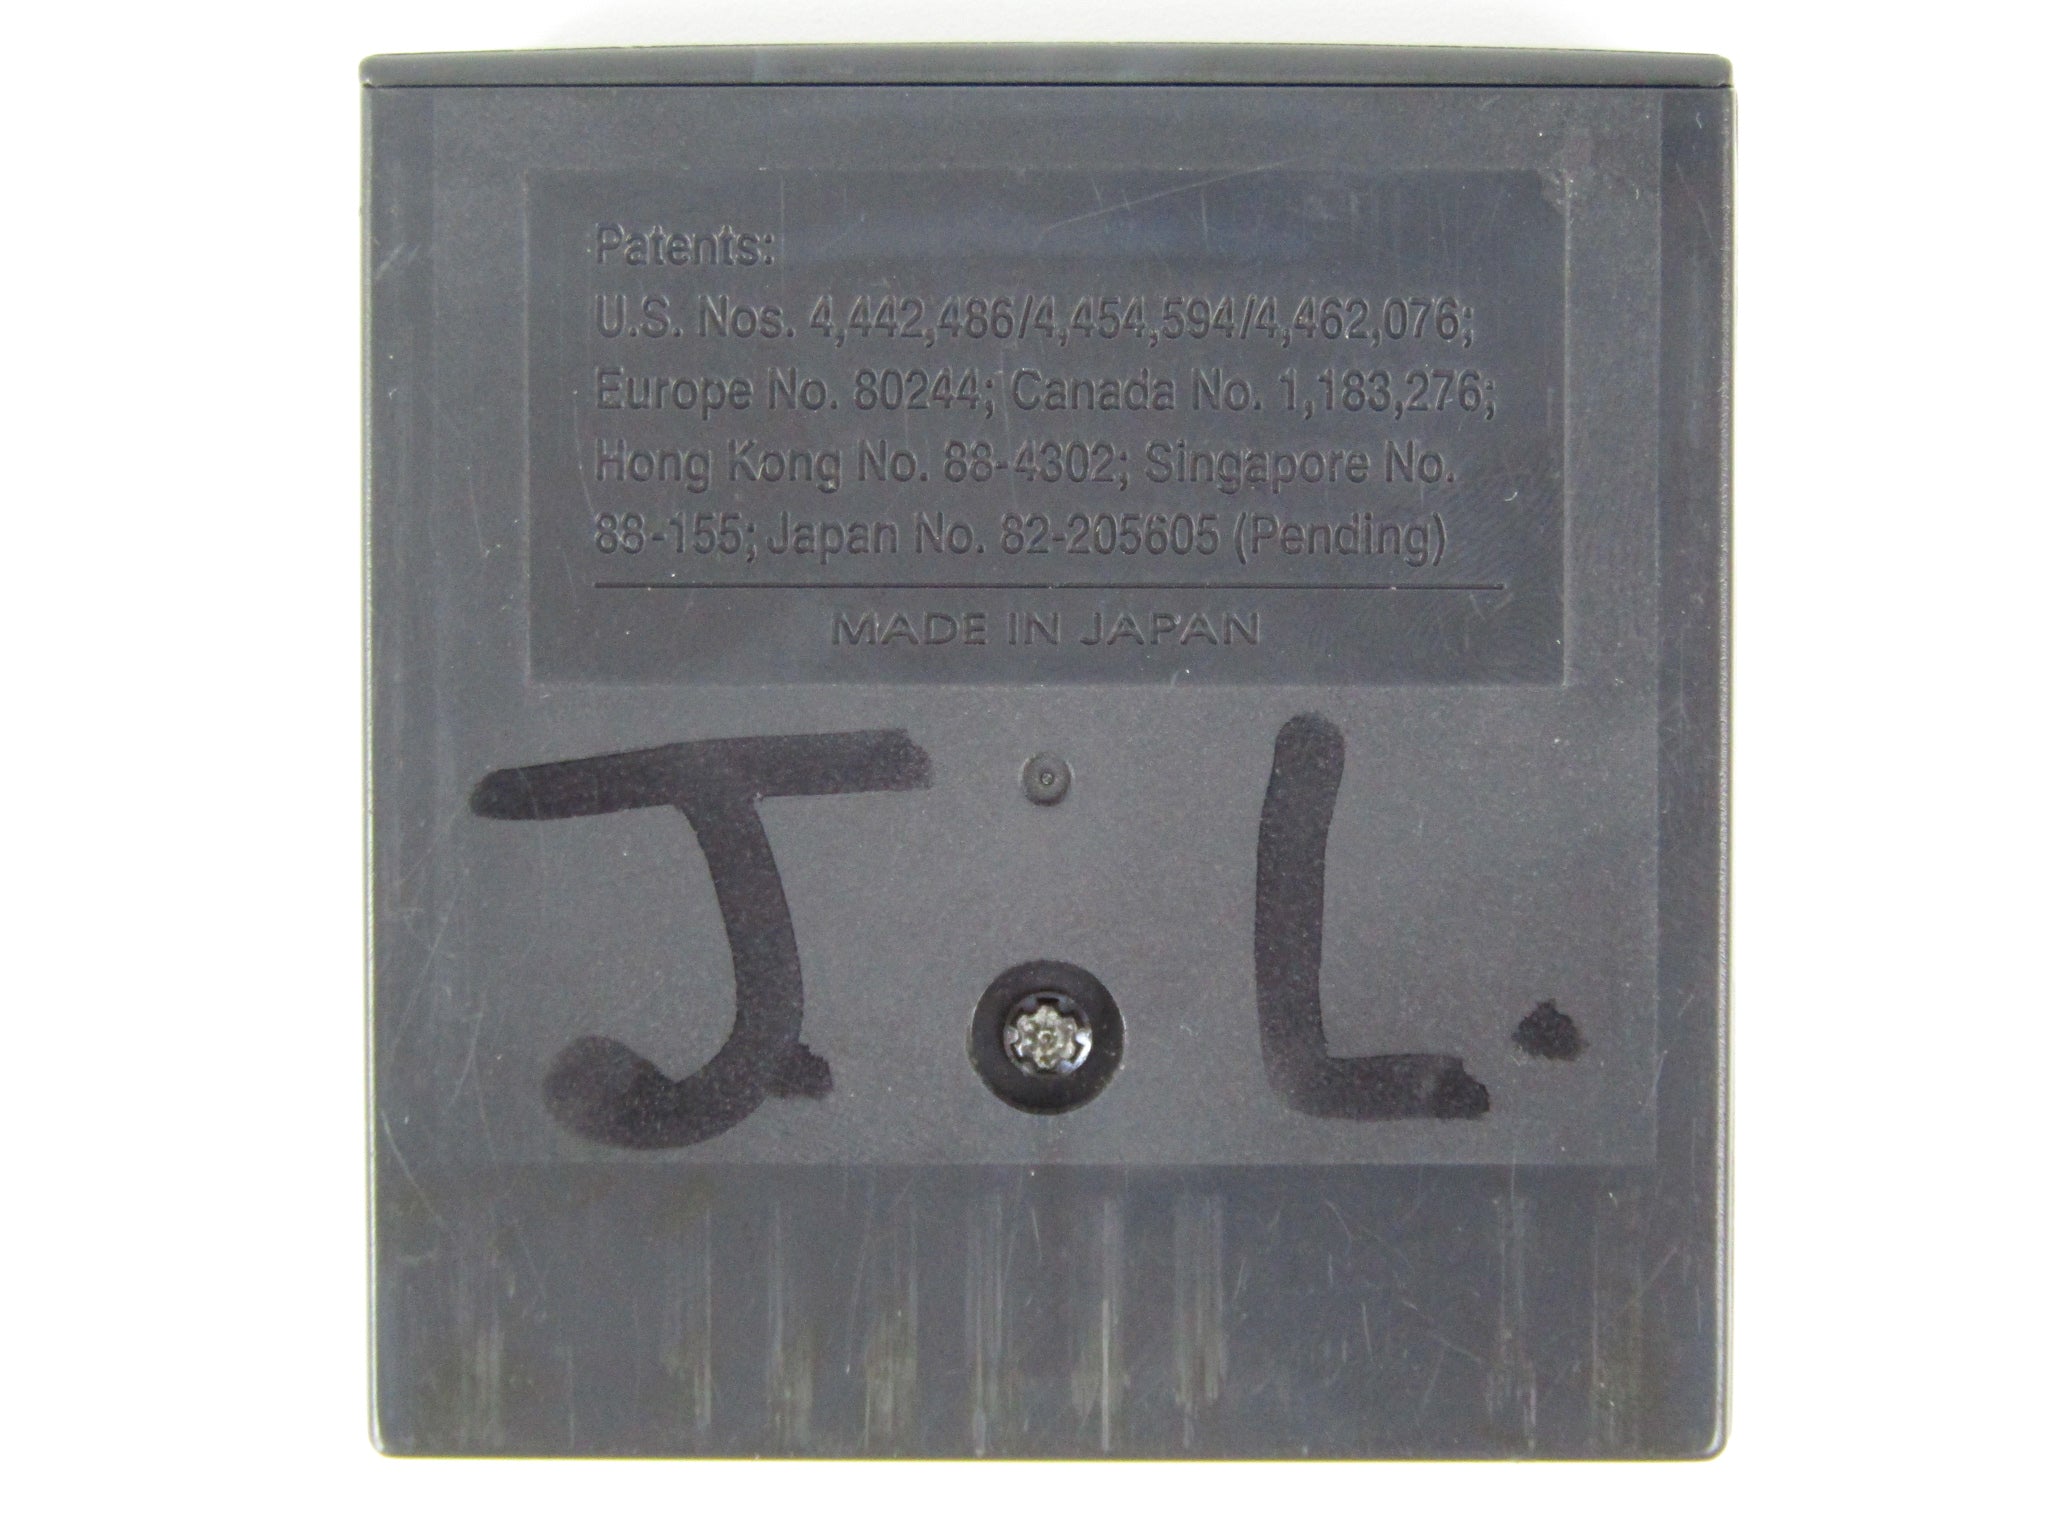 Patents:
U.S. Nos. 4,442,486/4,454,594/4,462,076;
Europe No. 80244; Canada No. 1,183,276;
Hong Kong No. 88-4302; Singapore No.
88-155; Japan No. 82-205605 (Pending)
MADE IN JAPAN
J. L.